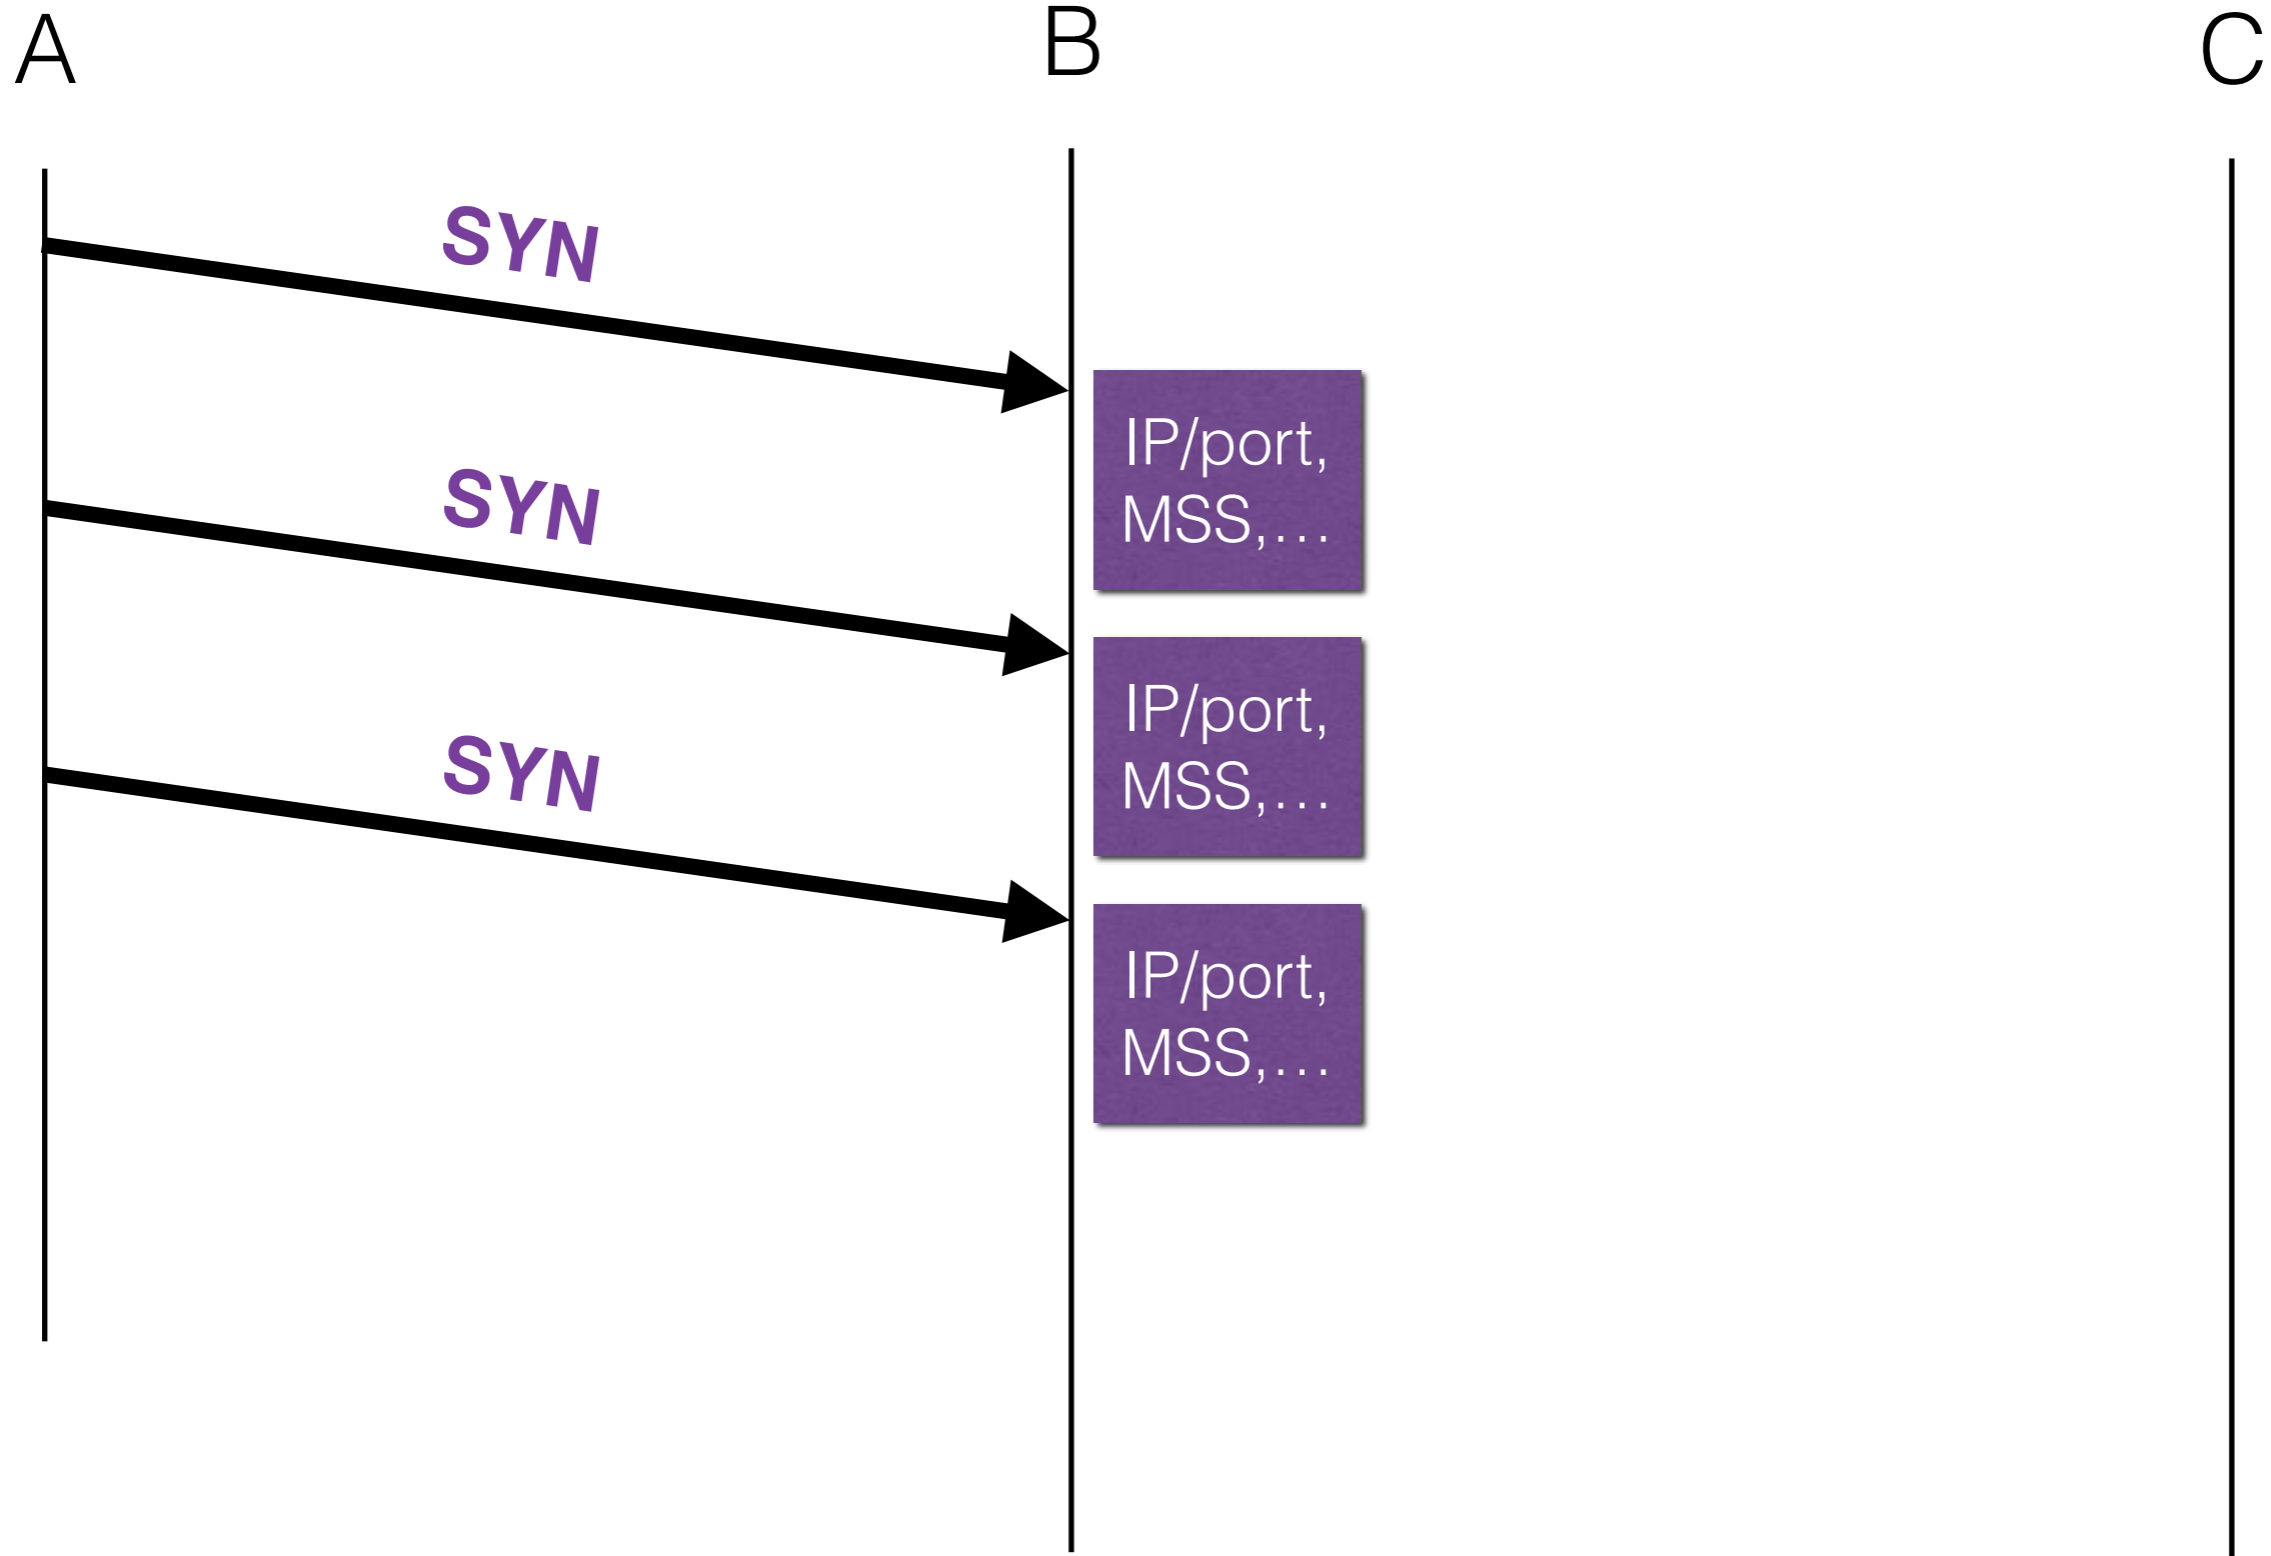 A
B
C
SYN
IP/port,
MSS,…
SYN
IP/port,
MSS,…
SYN
IP/port,
MSS,…